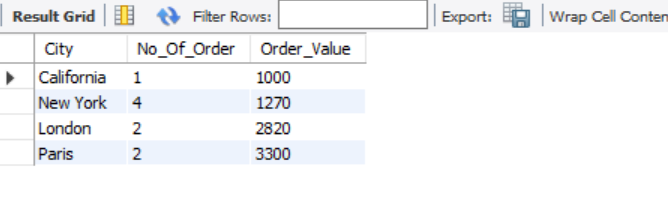 Result Grid Filter Rows: Export: Wrap Cell Conten
City No_Of_Order Order_Value
California 1 1000
New York 4 1270
London 2 2820
Paris 2 3300